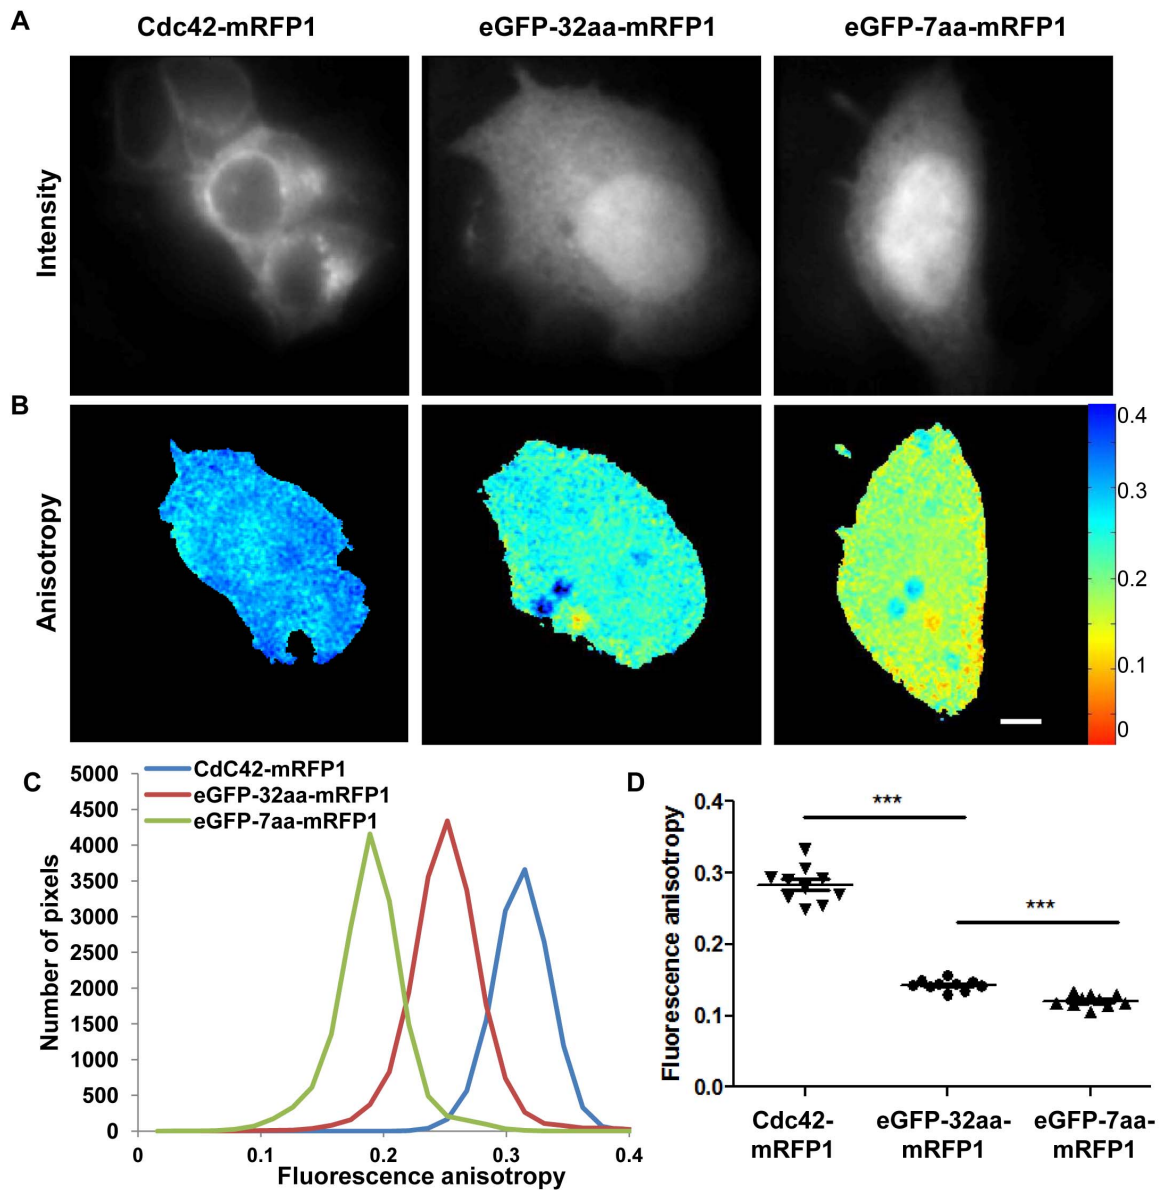 A
Cdc42-mRFP1
eGFP-32aa-mRFP1
eGFP-7aa-mRFP1
Intensity
B
Anisotropy
0.4
0.3
0.2
0.1
0
C
CdC42-mRFP1
eGFP-32aa-mRFP1
eGFP-7aa-mRFP1
Number of pixels
5000
4500
4000
3500
3000
2500
2000
1500
1000
500
0
0
0.1
0.2
0.3
0.4
Fluorescence anisotropy
D
Fluorescence anisotropy
0.4
0.3
0.2
0.1
0.0
***
***
Cdc42-
mRFP1
eGFP-32aa-
mRFP1
eGFP-7aa-
mRFP1